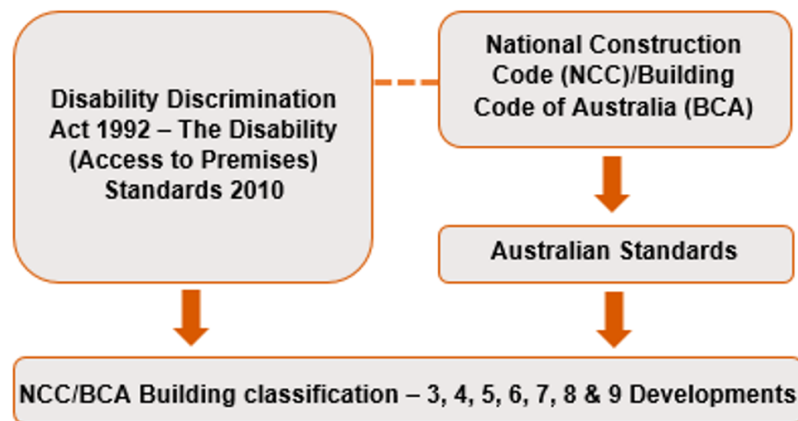 Disability Discrimination
Act 1992 – The Disability
(Access to Premises)
Standards 2010
National Construction
Code (NCC)/Building
Code of Australia (BCA)
Australian Standards
NCC/BCA Building classification – 3, 4, 5, 6, 7, 8 & 9 Developments